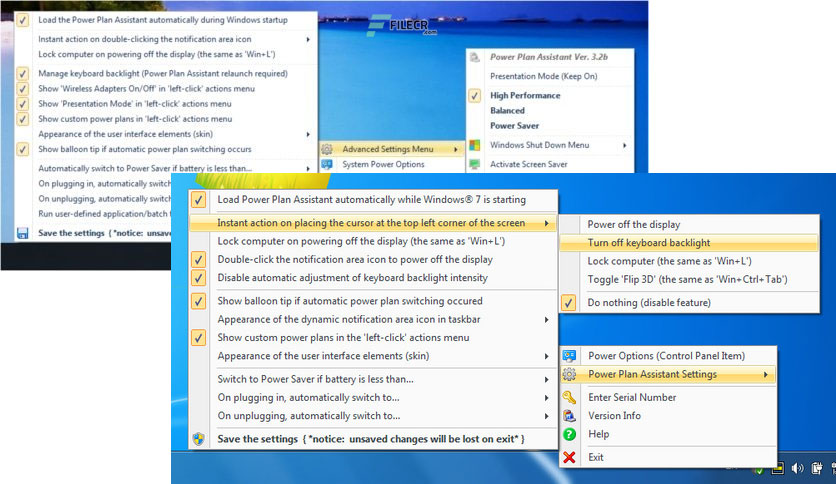 Load the Power Plan Assistant automatically during Windows startup
Instant action on double-clicking the notification area icon
Lock computer on powering off the display (the same as 'Win+L')
Manage keyboard backlight (Power Plan Assistant relaunch required)
Show 'Wireless Adapters On/Off' in 'left-click' actions menu
Show 'Presentation Mode' in 'left-click' actions menu
Show custom power plans in 'left-click' actions menu
Appearance of the user interface elements (skin)
Show balloon tip if automatic power plan switching occurs
Automatically switch to Power Saver if battery is less than...
On plugging in, automatically switch
On unplugging, automatically switch
Run user-defined application/batch f
Save the settings { *notice: unsaved
FILECR
.com
Advanced Settings Menu
System Power Options
Power Plan Assistant Ver. 3.2b
Presentation Mode (Keep On)
High Performance
Balanced
Power Saver
Windows Shut Down Menu
Activate Screen Saver
Load Power Plan Assistant automatically while Windows® 7 is starting
Instant action on placing the cursor at the top left corner of the screen
Lock computer on powering off the display (the same as 'Win+L')
Double-click the notification area icon to power off the display
Disable automatic adjustment of keyboard backlight intensity
Show balloon tip if automatic power plan switching occured
Appearance of the dynamic notification area icon in taskbar
Show custom power plans in the 'left-click' actions menu
Appearance of the user interface elements (skin)
Switch to Power Saver if battery is less than...
On plugging in, automatically switch to...
On unplugging, automatically switch to...
Save the settings { *notice: unsaved changes will be lost on exit* }
Power off the display
Turn off keyboard backlight
Lock computer (the same as 'Win+L')
Toggle 'Flip 3D' (the same as 'Win+Ctrl+Tab')
Do nothing (disable feature)
Power Options (Control Panel Item)
Power Plan Assistant Settings
Enter Serial Number
Version Info
Help
Exit